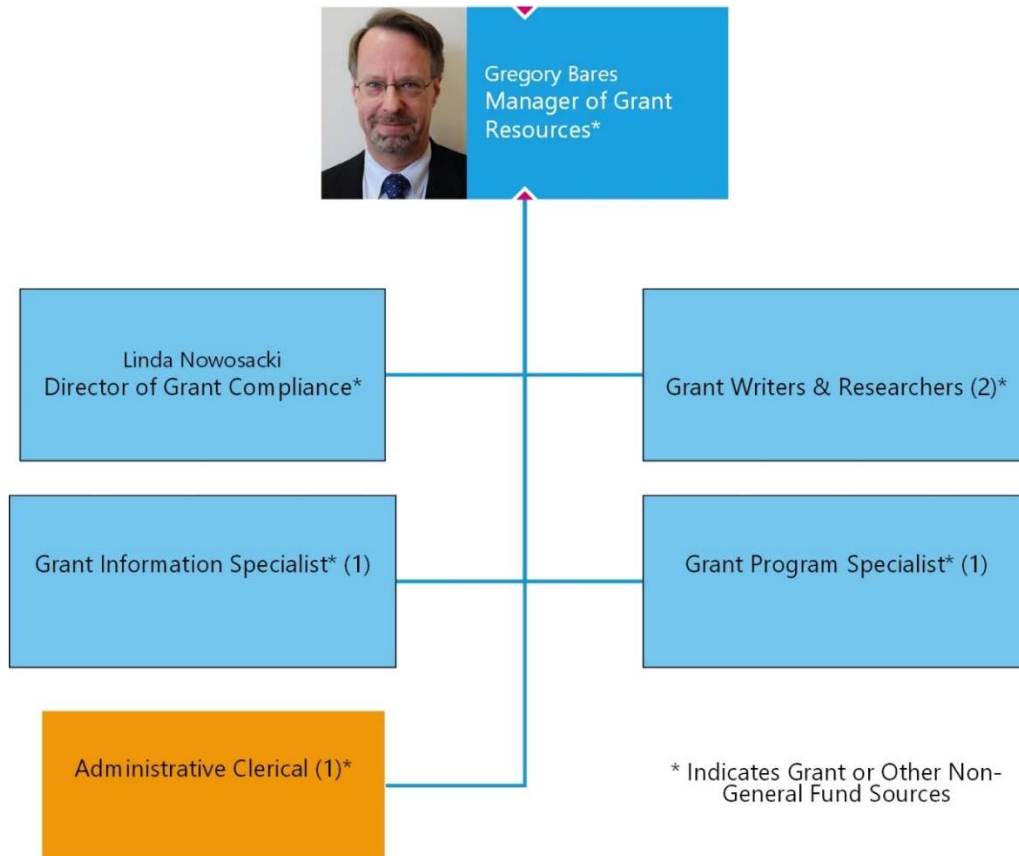 Gregory Bares
Manager of Grant
Resources*
Linda Nowosacki
Director of Grant Compliance*
Grant Writers & Researchers (2)*
Grant Information Specialist* (1)
Grant Program Specialist* (1)
Administrative Clerical (1)*
* Indicates Grant or Other Non-
General Fund Sources